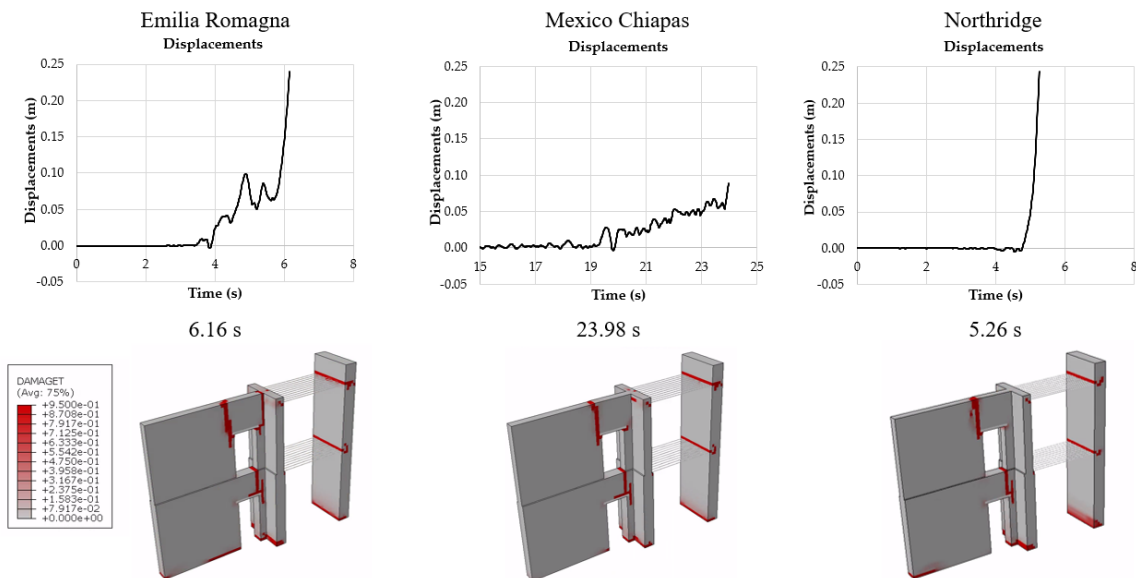 Emilia Romagna
Displacements
Displacements (m)
0.25
0.20
0.15
0.10
0.05
0.00
-0.05
0
2
4
6
8
Time (s)
6.16 s
Mexico Chiapas
Displacements
Displacements (m)
0.25
0.20
0.15
0.10
0.05
0.00
-0.05
15
17
19
21
23
25
Time (s)
23.98 s
Northridge
Displacements
Displacements (m)
0.25
0.20
0.15
0.10
0.05
0.00
-0.05
0
2
4
6
8
Time (s)
5.26 s
DAMAGET
(Avg: 75%)
+9.500e-01
+8.708e-01
+7.917e-01
+7.125e-01
+6.333e-01
+5.542e-01
+4.750e-01
+3.958e-01
+3.167e-01
+2.375e-01
+1.583e-01
+7.917e-02
+0.000e+00